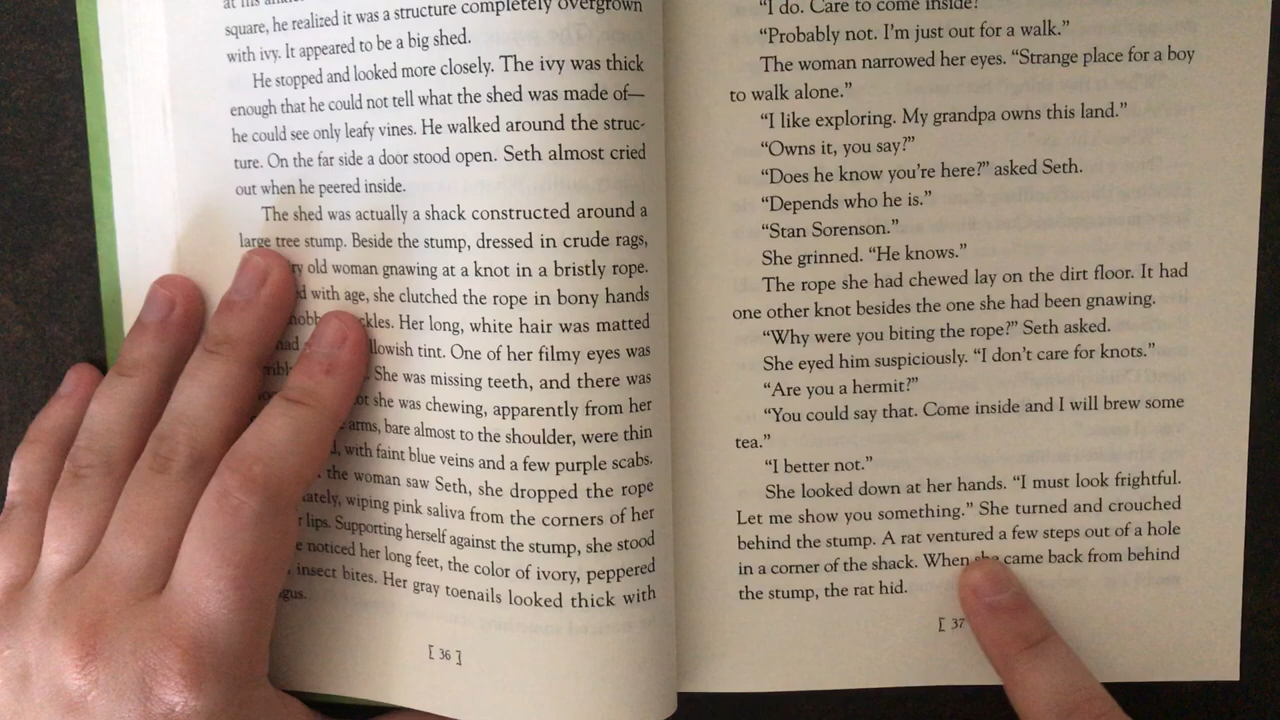 square, he realized it was a structure completely overgrown
with ivy. It appeared to be a big shed.
He stopped and looked more closely. The ivy was thick
enough that he could not tell what the shed was made of—
he could see only leafy vines. He walked around the struc-
ture. On the far side a door stood open. Seth almost cried
out when he peered inside.
The shed was actually a shack constructed around a
large tree stump. Beside the stump, dressed in crude rags,
old woman gnawing at a knot in a bristly rope.
with age, she clutched the rope in bony hands
Her long, white hair was matted
One of her filmy eyes was
She was missing teeth, and there was
she was chewing, apparently from her
arms, bare almost to the shoulder, were thin
with faint blue veins and a few purple scabs.
the woman saw Seth, she dropped the rope
wiping pink saliva from the corners of her
lips. Supporting herself against the stump, she stood
noticed her long feet, the color of ivory, peppered
insect bites. Her gray toenails looked thick with
[ 36 ]
“I do. Care to come inside?
“Probably not. I’m just out for a walk.”
The woman narrowed her eyes. “Strange place for a boy
to walk alone.”
“I like exploring. My grandpa owns this land.”
“Owns it, you say?”
“Does he know you’re here?” asked Seth.
“Depends who he is.”
“Stan Sorenson.”
She grinned. “He knows.”
The rope she had chewed lay on the dirt floor. It had
one other knot besides the one she had been gnawing.
“Why were you biting the rope?” Seth asked.
She eyed him suspiciously. “I don’t care for knots.”
“Are you a hermit?”
“You could say that. Come inside and I will brew some
tea.”
“I better not.”
She looked down at her hands. “I must look frightful.
Let me show you something.” She turned and crouched
behind the stump. A rat ventured a few steps out of a hole
in a corner of the shack. When she came back from behind
the stump, the rat hid.
[ 37